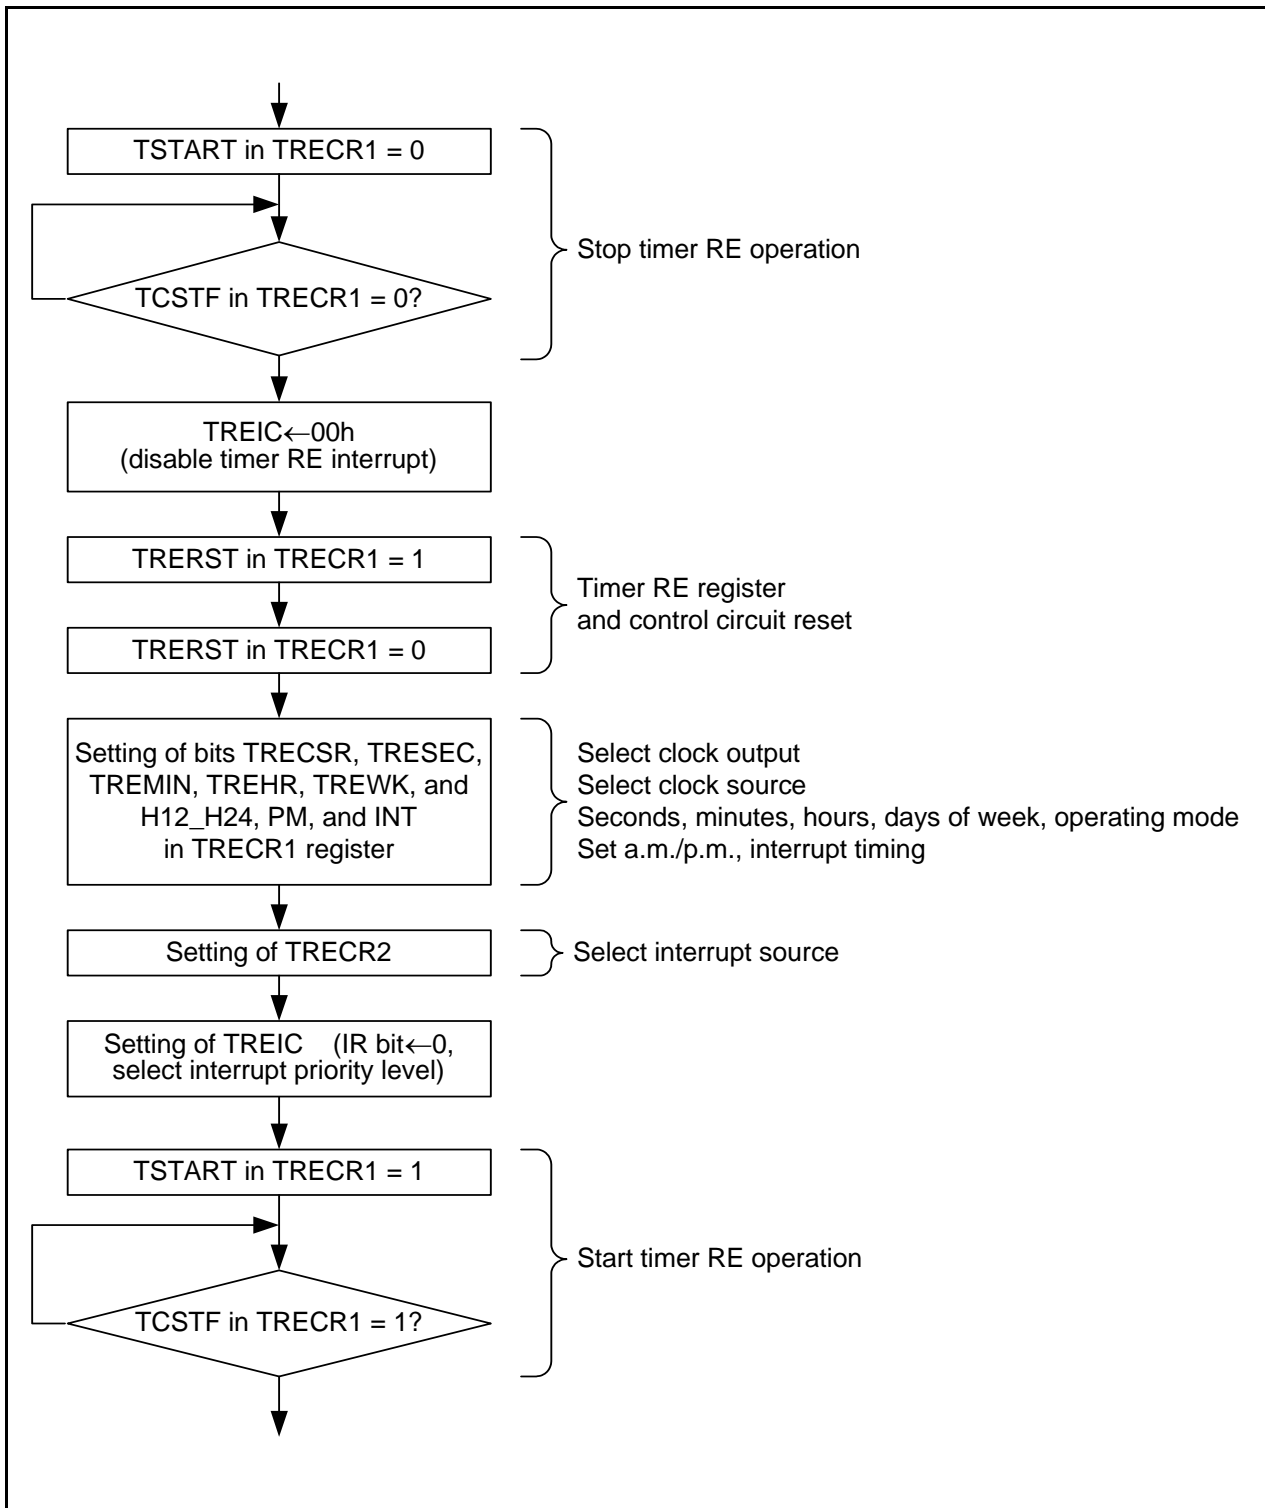 TSTART in TRECR1 = 0
TCSTF in TRECR1 = 0?
Stop timer RE operation
TREIC←00h
(disable timer RE interrupt)
TRERST in TRECR1 = 1
TRERST in TRECR1 = 0
Timer RE register
and control circuit reset
Setting of bits TRECSR, TRESEC,
TREMIN, TREHR, TREWK, and
H12_H24, PM, and INT
in TRECR1 register
Select clock output
Select clock source
Seconds, minutes, hours, days of week, operating mode
Set a.m./p.m., interrupt timing
Setting of TRECR2
Select interrupt source
Setting of TREIC (IR bit←0,
select interrupt priority level)
TSTART in TRECR1 = 1
TCSTF in TRECR1 = 1?
Start timer RE operation